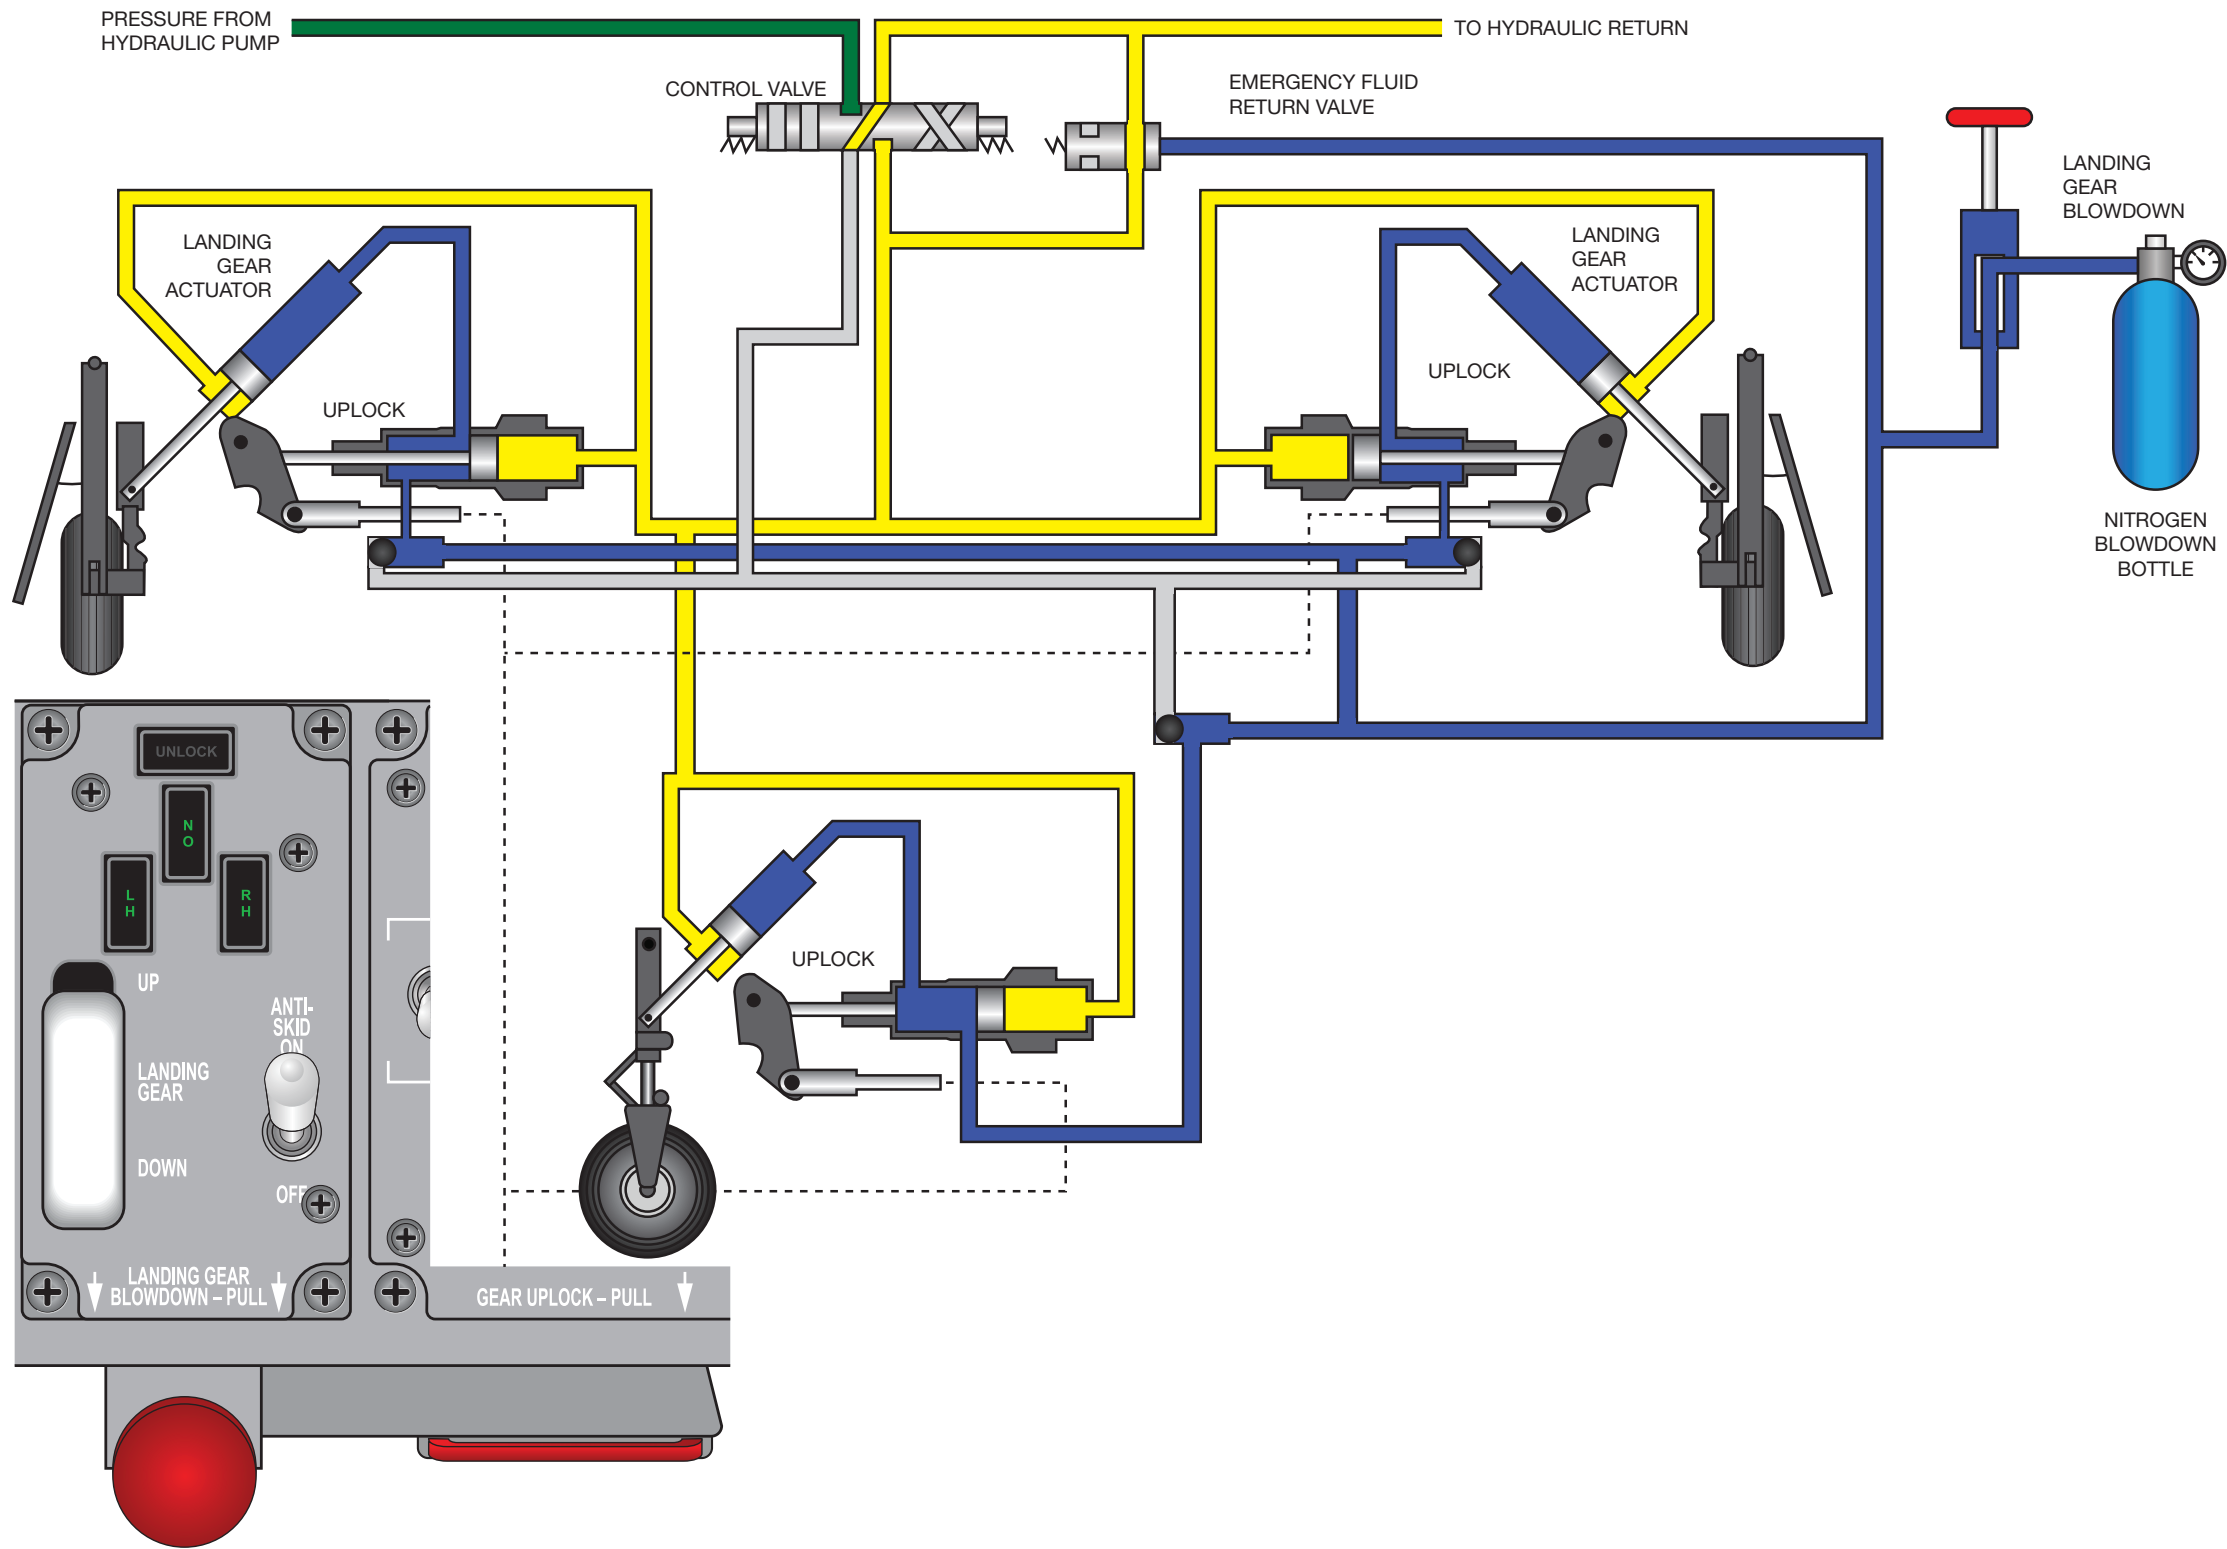 PRESSURE FROM
HYDRAULIC PUMP
TO HYDRAULIC RETURN
CONTROL VALVE
EMERGENCY FLUID
RETURN VALVE
LANDING
GEAR
BLOWDOWN
LANDING
GEAR
ACTUATOR
LANDING
GEAR
ACTUATOR
UPLOCK
UPLOCK
NITROGEN
BLOWDOWN
BOTTLE
UNLOCK
N
O
L
H
R
H
UP
ANTI-
SKID
ON
LANDING
GEAR
DOWN
OFF
UPLOCK
LANDING GEAR
BLOWDOWN – PULL
GEAR UPLOCK – PULL